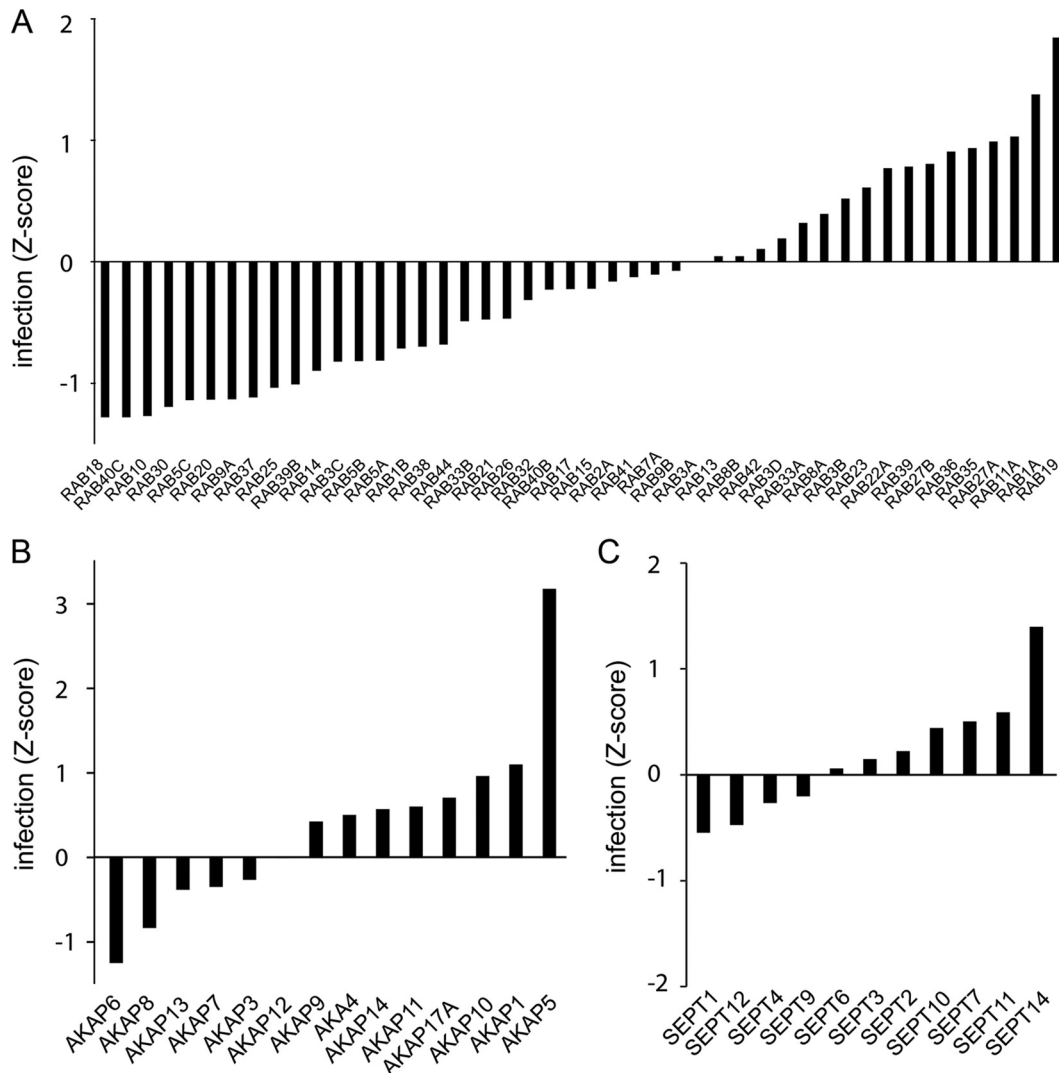 A
2
1
0
-1
infection (Z-score)
RAB18
RAB40C
RAB10
RAB30
RAB5C
RAB20
RAB9A
RAB37
RAB25
RAB39B
RAB14
RAB3C
RAB5B
RAB5A
RAB1B
RAB38
RAB44
RAB33B
RAB21
RAB26
RAB32
RAB40B
RAB17
RAB15
RAB2A
RAB41
RAB7A
RAB9B
RAB3A
RAB13
RAB8B
RAB42
RAB3D
RAB33A
RAB8A
RAB3B
RAB23
RAB22A
RAB39
RAB27B
RAB36
RAB35
RAB27A
RAB11A
RAB1A
RAB19
B
3
2
1
0
-1
infection (Z-score)
AKAP6
AKAP8
AKAP13
AKAP7
AKAP3
AKAP12
AKAP9
AKA4
AKAP14
AKAP11
AKAP17A
AKAP10
AKAP1
AKAP5
C
2
1
0
-1
-2
infection (Z-score)
SEPT1
SEPT12
SEPT4
SEPT9
SEPT6
SEPT3
SEPT2
SEPT10
SEPT7
SEPT11
SEPT14